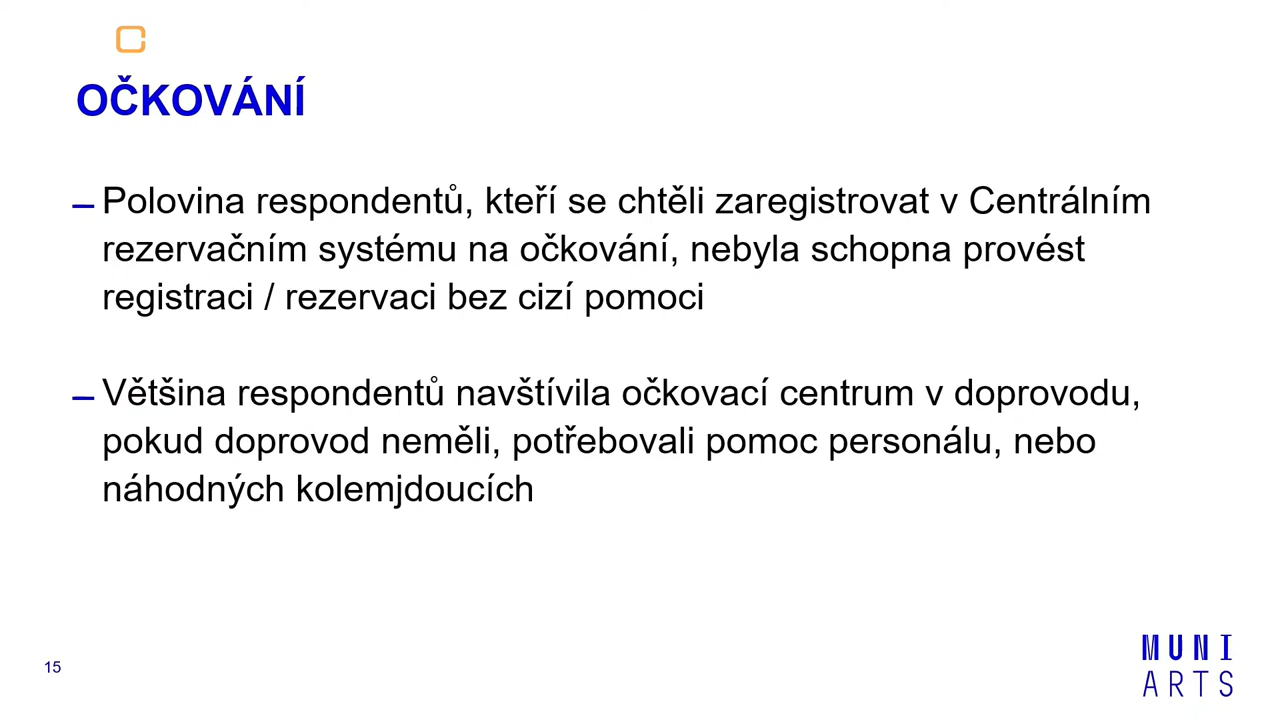 OČKOVÁNÍ
– Polovina respondentů, kteří se chtěli zaregistrovat v Centrálním
rezervačním systému na očkování, nebyla schopna provést
registraci / rezervaci bez cizí pomoci
– Většina respondentů navštívila očkovací centrum v doprovodu,
pokud doprovod neměli, potřebovali pomoc personálu, nebo
náhodných kolemjdoucích
15
MUNI
ARTS